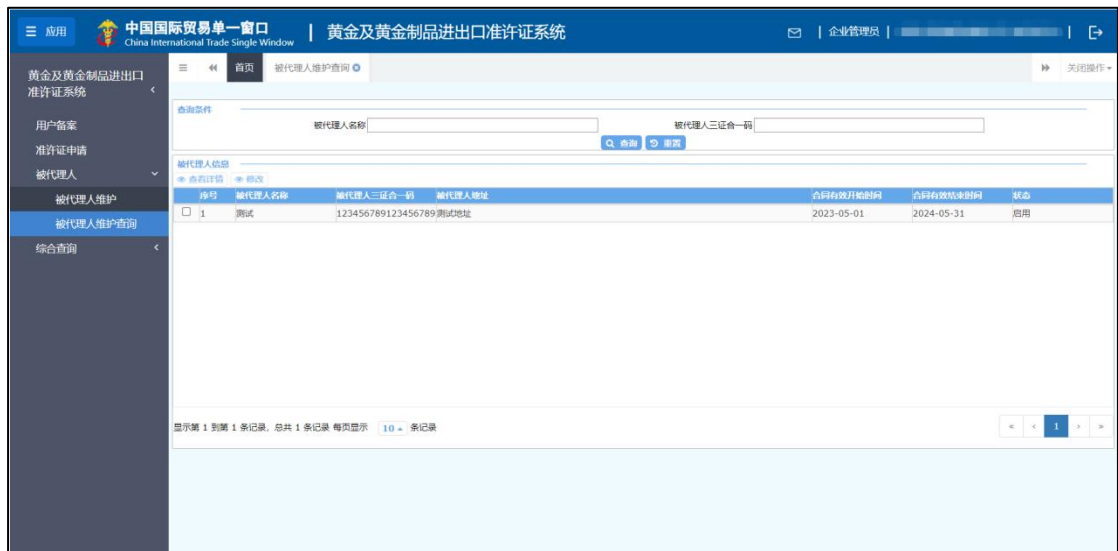 应用
中国国际贸易单一窗口
China International Trade Single Window
黄金及黄金制品进出口准许证系统
企业管理员
黄金及黄金制品进出口
准许证系统
首页
被代理人维护查询
关闭操作
用户备案
准许证申请
被代理人
被代理人维护
被代理人维护查询
综合查询
查询条件
被代理人名称
被代理人三证合一码
查询
重置
被代理人信息
查看详情
修改
序号 被代理人名称 被代理人三证合一码 被代理人地址 合同有效开始时间 合同有效结束时间 状态
1 测试 123456789123456789 测试地址 2023-05-01 2024-05-31 启用
显示第 1 到第 1 条记录, 总共 1 条记录 每页显示 10 条记录
« ‹ 1 › »